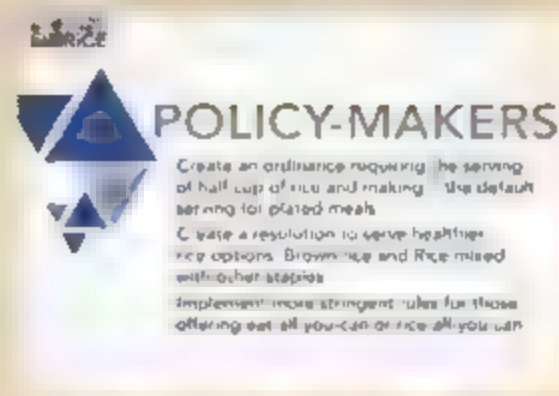 RICE
POLICY-MAKERS
Create an ordinance requiring the serving
of half cup of rice and making the default
serving for plated meals
Create a resolution to serve healthier
rice options Brown rice and Rice mixed
with other staples
Implement more stringent rules for those
offering eat-all-you-can or rice-all-you-can